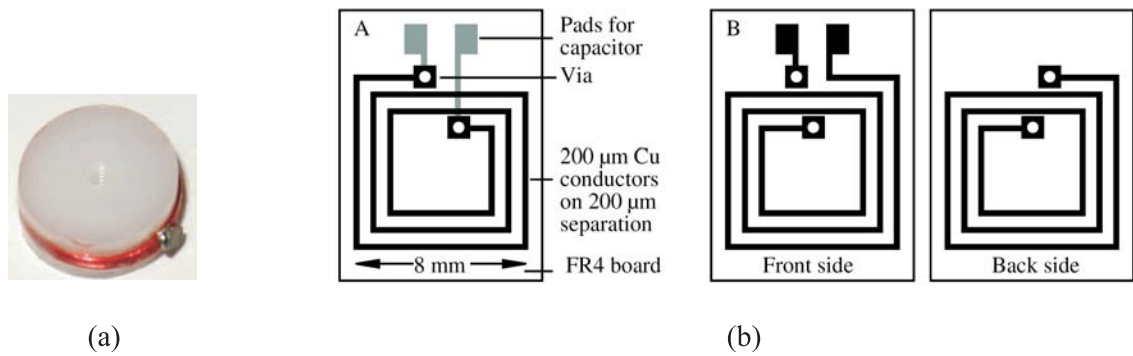 A
Pads for
capacitor
Via
200 μm Cu
conductors
on 200 μm
separation
8 mm
FR4 board
B
Front side
Back side
(a)
(b)